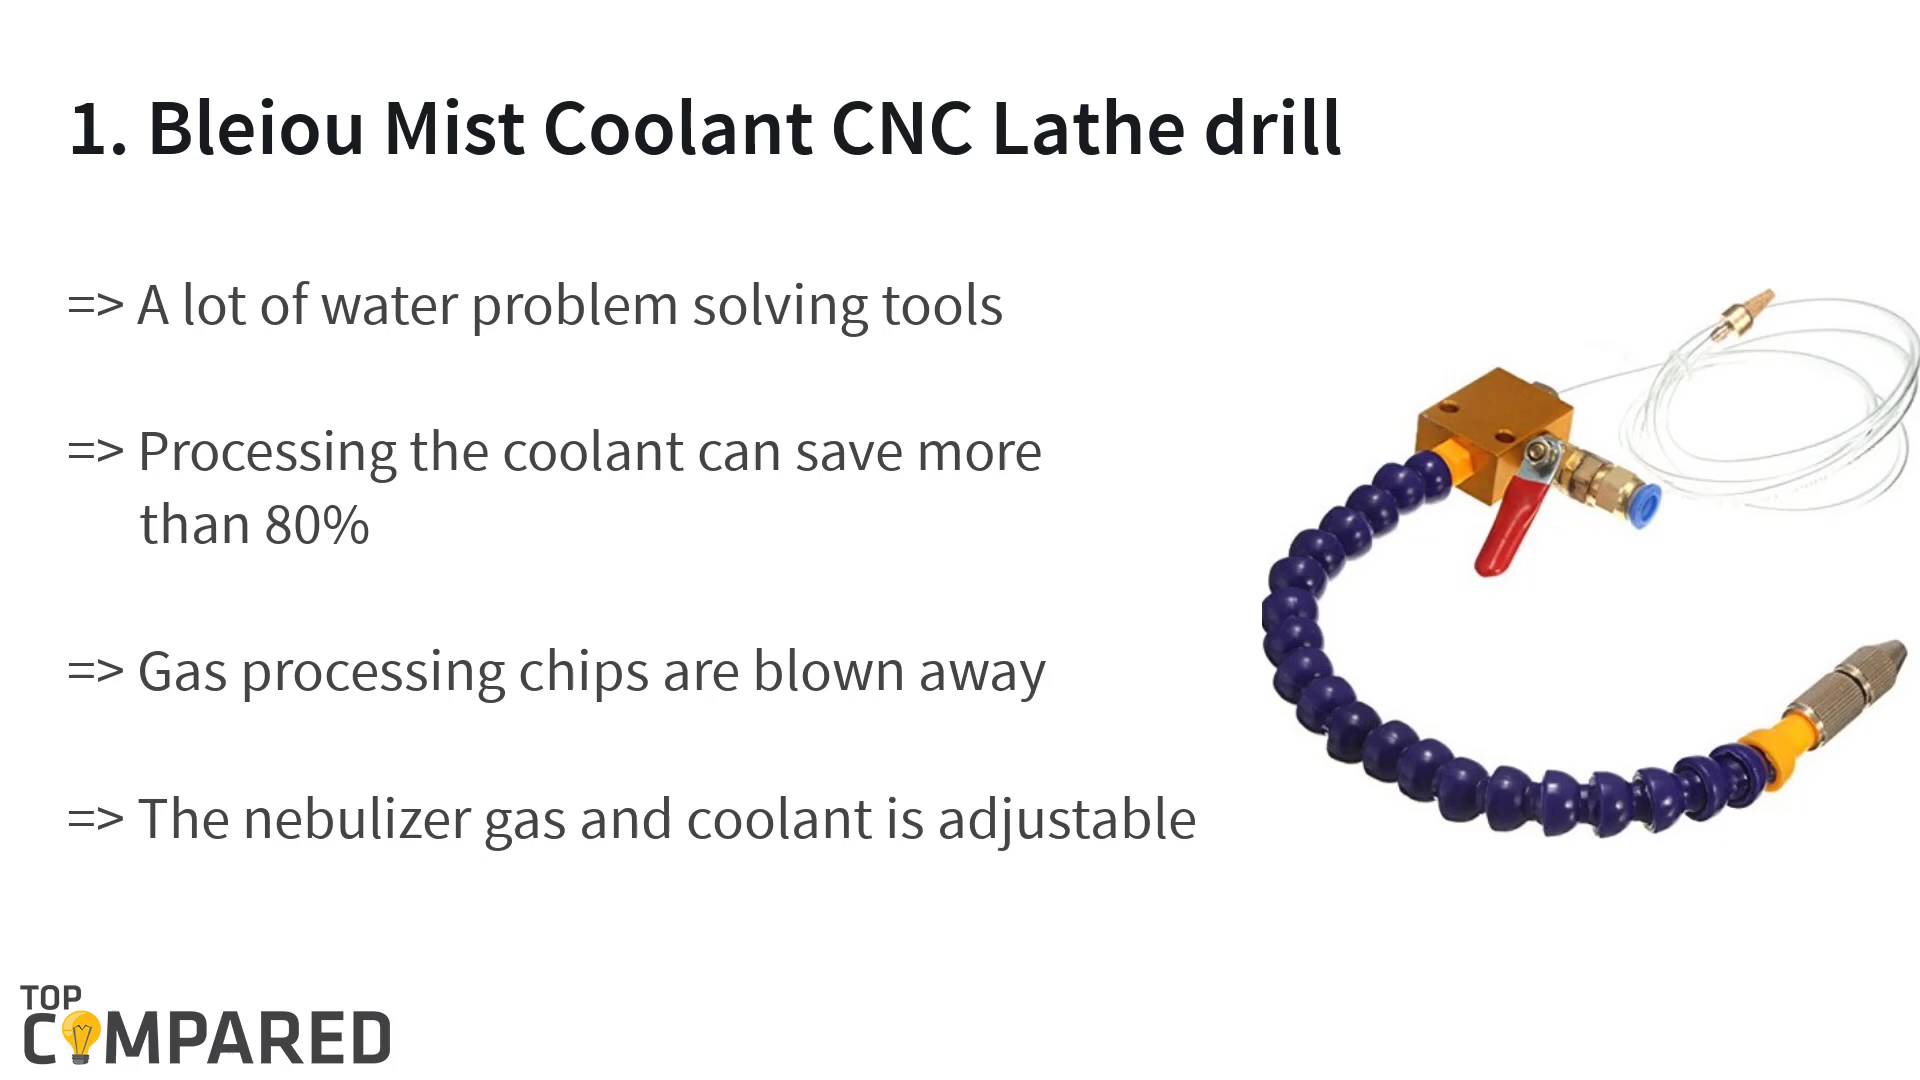 1. Bleiou Mist Coolant CNC Lathe drill
=> A lot of water problem solving tools
=> Processing the coolant can save more
than 80%
=> Gas processing chips are blown away
=> The nebulizer gas and coolant is adjustable
TOP
COMPARED